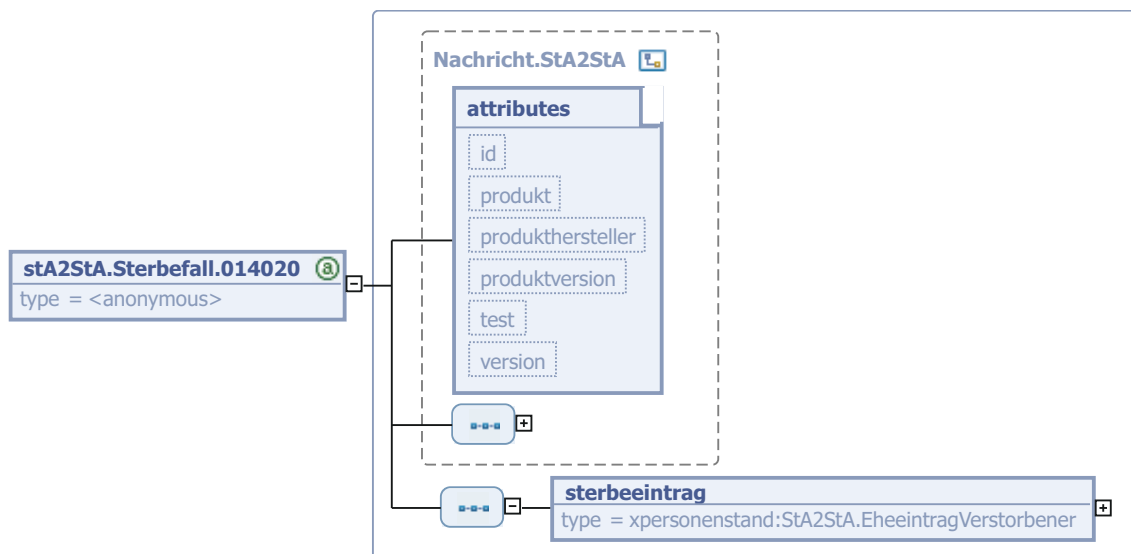 Nachricht.StA2StA
attributes
id
produkt
produkthersteller
produktversion
test
version
stA2StA.Sterbefall.014020 a
type = <anonymous>
sterbeeintrag
type = xpersonenstand:StA2StA.EheeintragVerstorbener